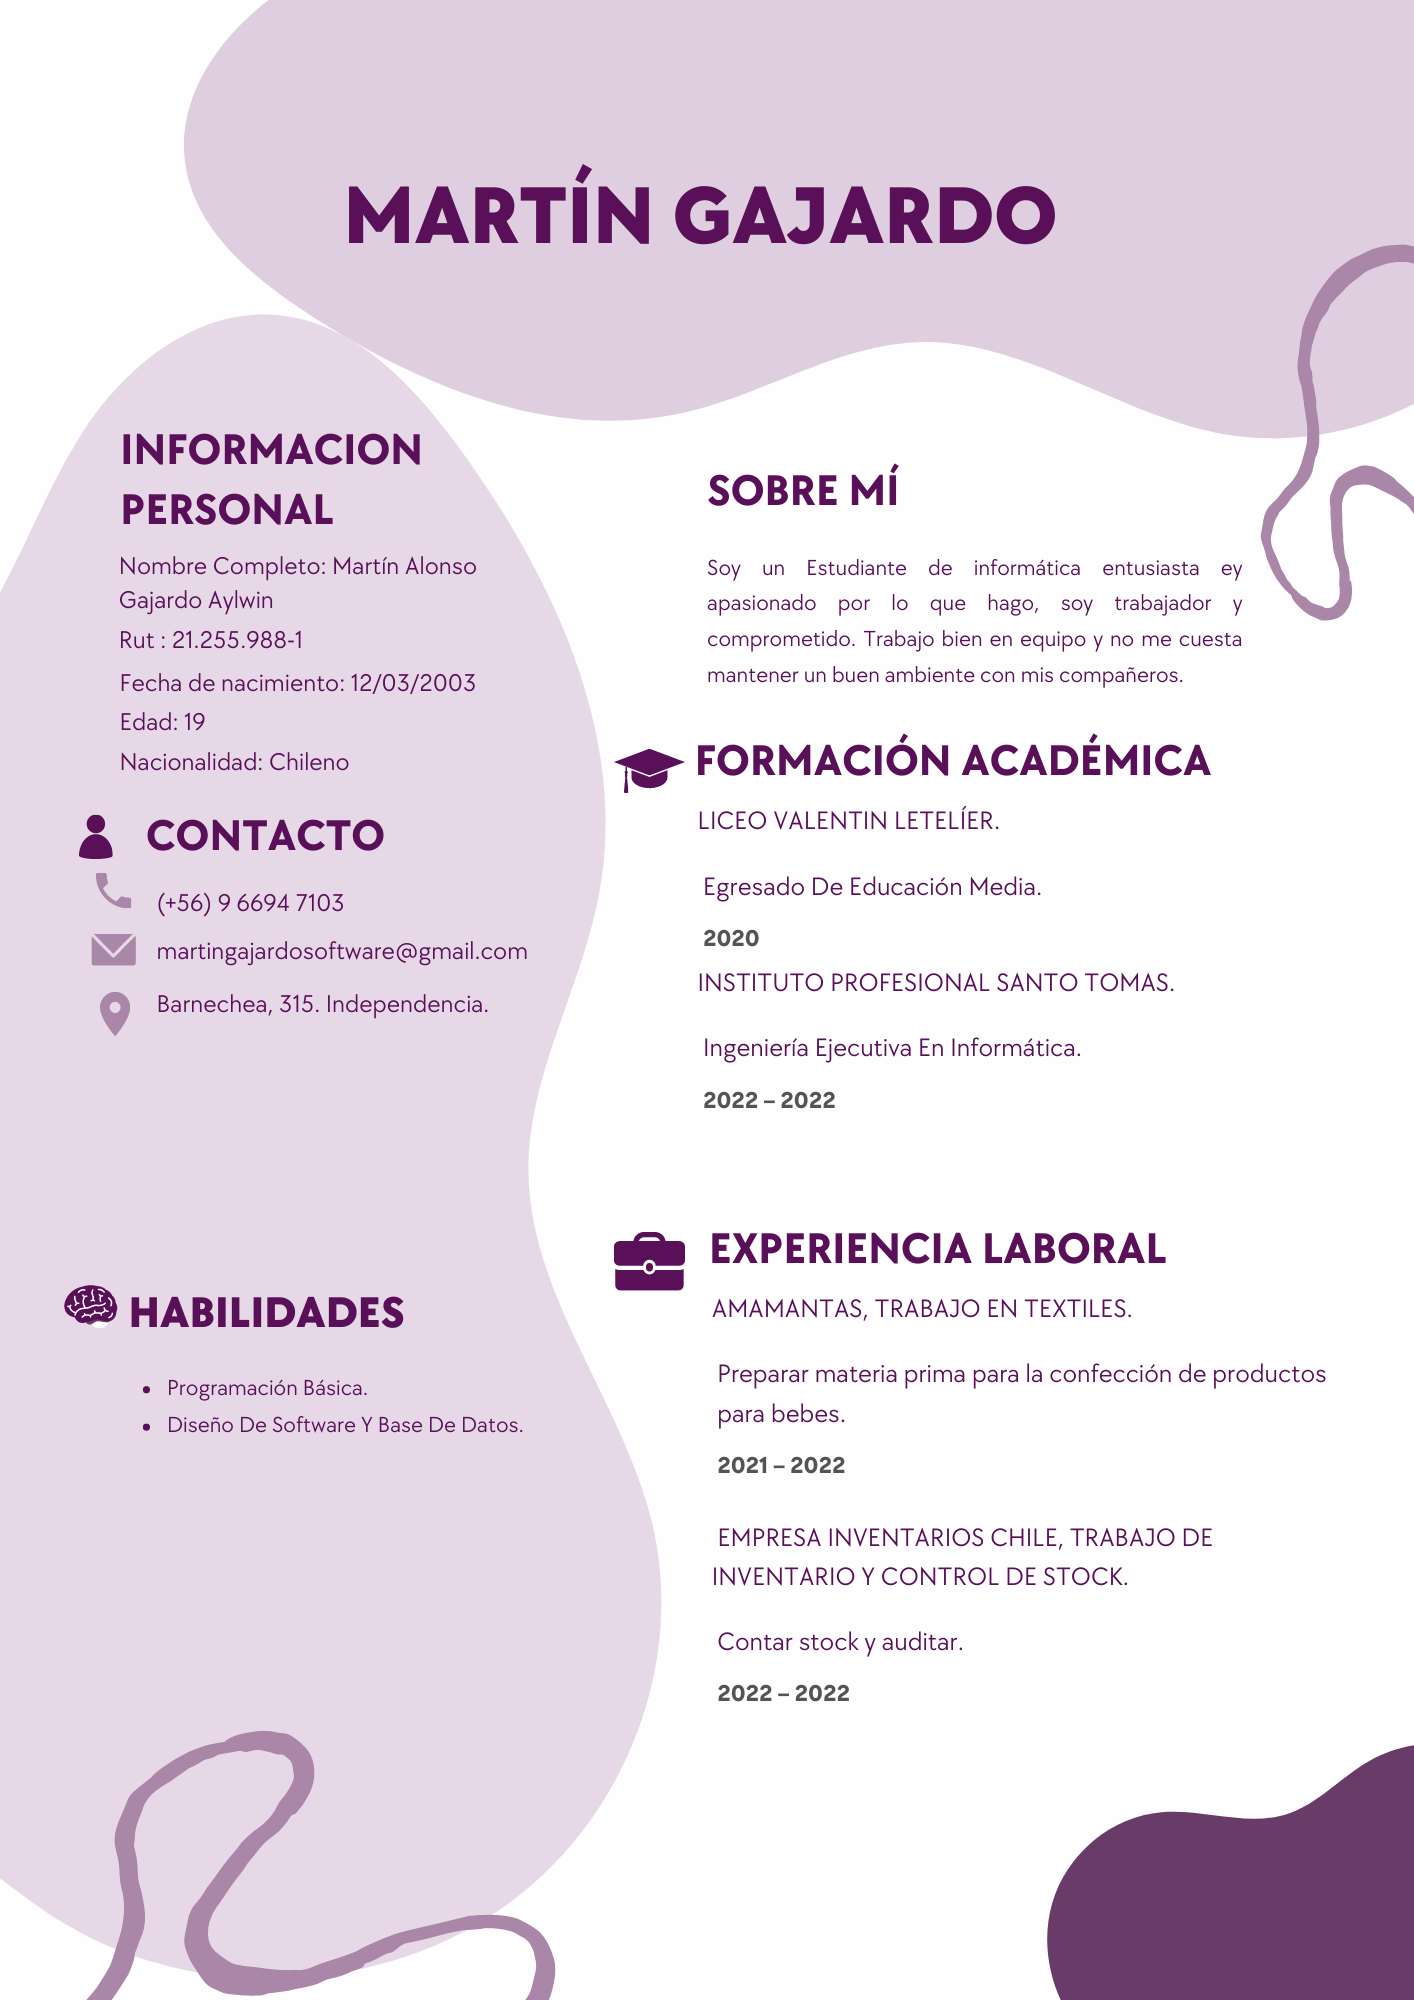 MARTÍN GAJARDO
INFORMACION
PERSONAL
Nombre Completo: Martín Alonso
Gajardo Aylwin
Rut : 21.255.988-1
Fecha de nacimiento: 12/03/2003
Edad: 19
Nacionalidad: Chileno
CONTACTO
(+56) 9 6694 7103
martingajardosoftware@gmail.com
Barnechea, 315. Independencia.
HABILIDADES
• Programación Básica.
• Diseño De Software Y Base De Datos.
SOBRE MÍ
Soy un Estudiante de informática entusiasta ey
apasionado por lo que hago, soy trabajador y
comprometido. Trabajo bien en equipo y no me cuesta
mantener un buen ambiente con mis compañeros.
FORMACIÓN ACADÉMICA
LICEO VALENTIN LETELÍER.
Egresado De Educación Media.
2020
INSTITUTO PROFESIONAL SANTO TOMAS.
Ingeniería Ejecutiva En Informática.
2022 – 2022
EXPERIENCIA LABORAL
AMAMANTAS, TRABAJO EN TEXTILES.
Preparar materia prima para la confección de productos
para bebes.
2021 – 2022
EMPRESA INVENTARIOS CHILE, TRABAJO DE
INVENTARIO Y CONTROL DE STOCK.
Contar stock y auditar.
2022 – 2022